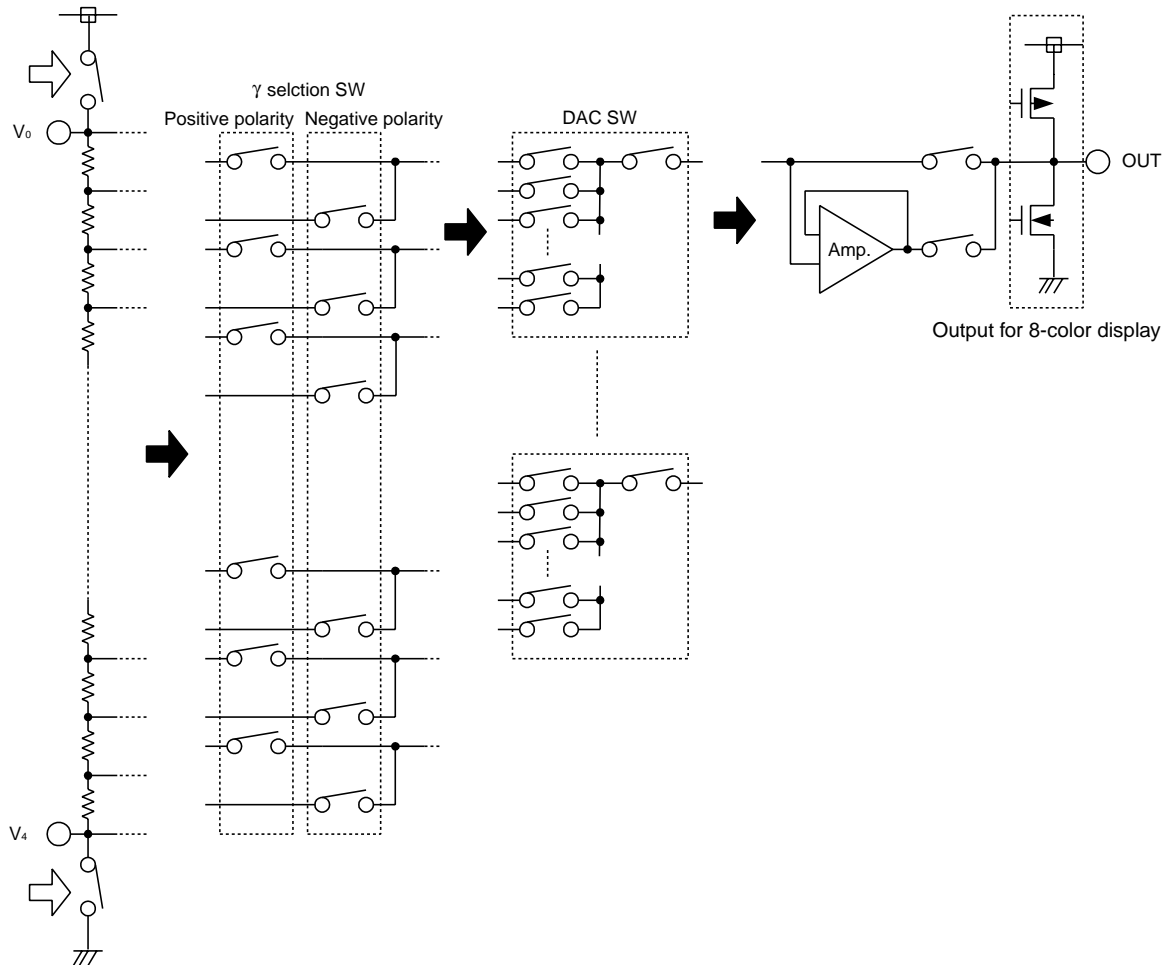 γ selction SW
Positive polarity Negative polarity
DAC SW
V₀
OUT
Amp.
Output for 8-color display
V₄